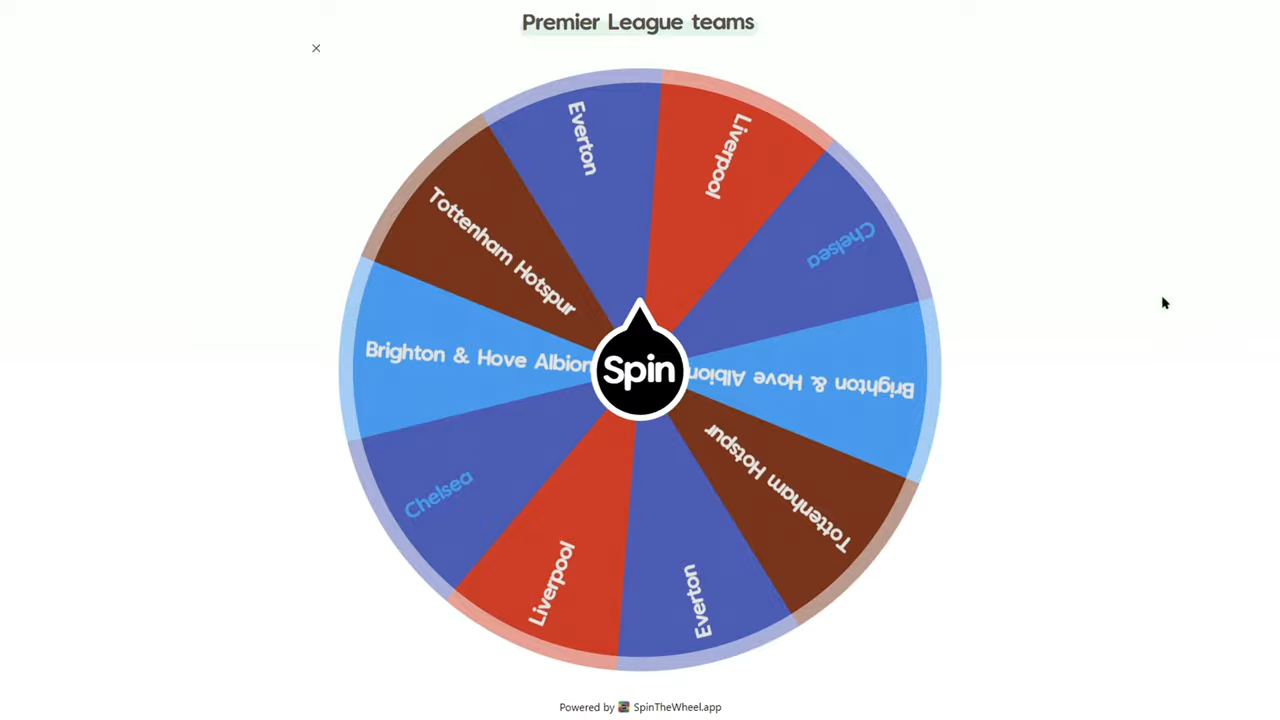 Premier League teams
Everton
Liverpool
Chelsea
Brighton & Hove Albion
Tottenham Hotspur
Everton
Liverpool
Chelsea
Brighton & Hove Albion
Tottenham Hotspur
Spin
Powered by SpinTheWheel.app